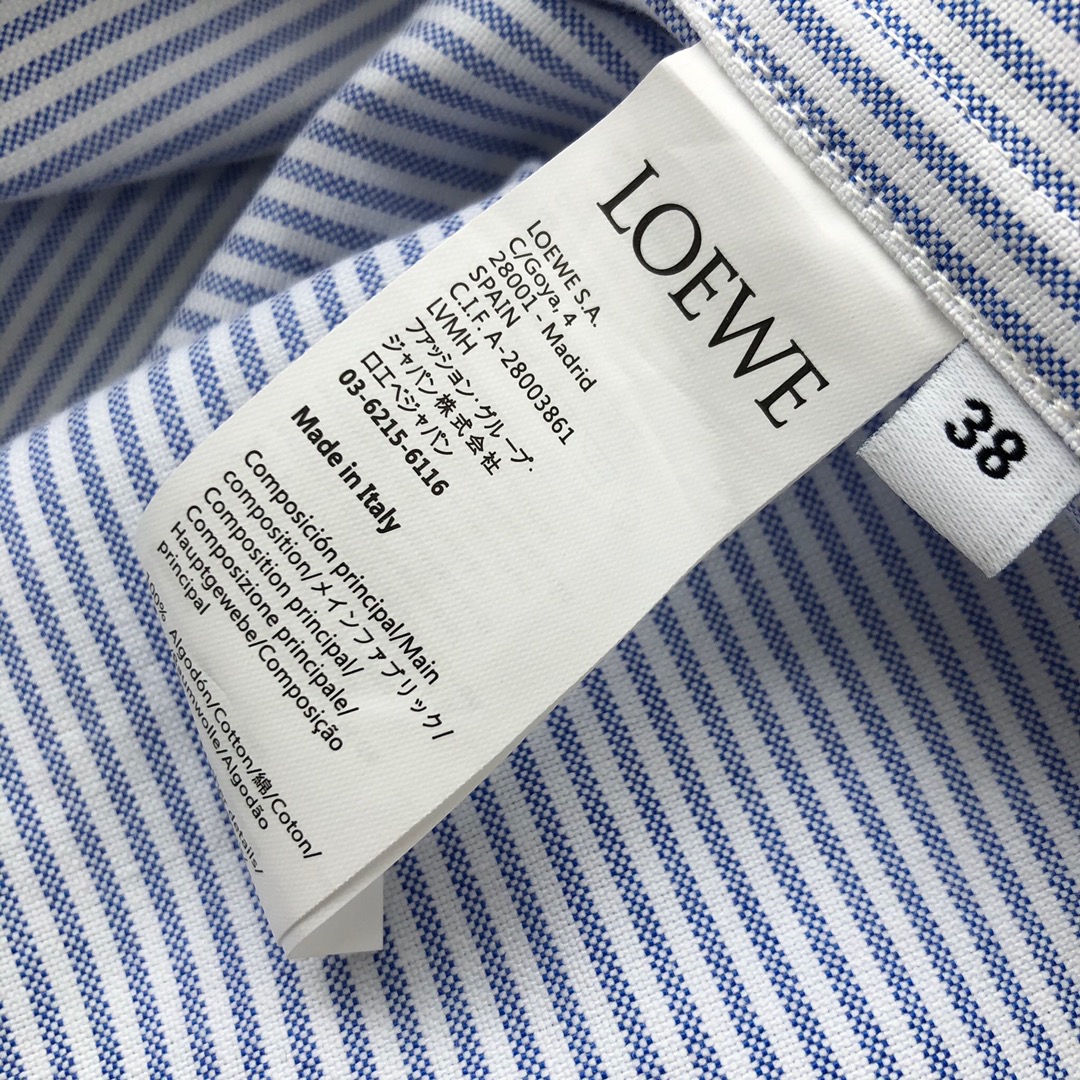 LOEWE
LOEWE S.A.
C/Goya, 4
28001 - Madrid
SPAIN
C.I.F. A-28003861
LVMH
ファッション・グループ・
ジャパン株式会社
ロエベジャパン
03-6215-6116
Made in Italy
Composición principal/Main
composition/メインファブリック/
Composition principal/
Composizione principale/
Hauptgewebe/Composição
principal
100% Algodón/Cotton/綿/Coton/
umwolle/Algodão
details/
38